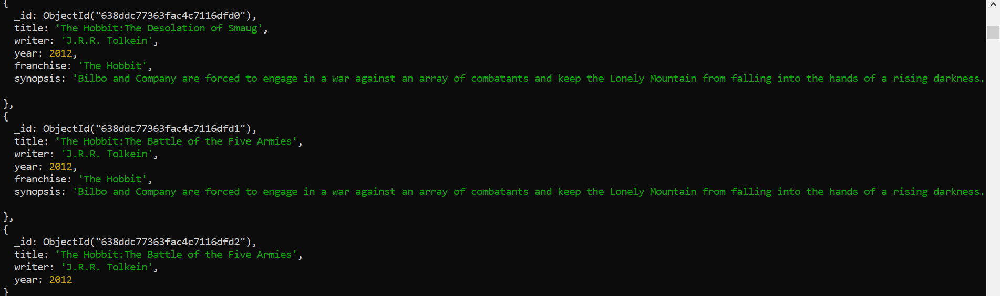 {
  _id: ObjectId("638ddc77363fac4c7116dfd0"),
  title: 'The Hobbit:The Desolation of Smaug',
  writer: 'J.R.R. Tolkein',
  year: 2012,
  franchise: 'The Hobbit',
  synopsis: 'Bilbo and Company are forced to engage in a war against an array of combatants and keep the Lonely Mountain from falling into the hands of a rising darkness.
},
{
  _id: ObjectId("638ddc77363fac4c7116dfd1"),
  title: 'The Hobbit:The Battle of the Five Armies',
  writer: 'J.R.R. Tolkein',
  year: 2012,
  franchise: 'The Hobbit',
  synopsis: 'Bilbo and Company are forced to engage in a war against an array of combatants and keep the Lonely Mountain from falling into the hands of a rising darkness.
},
{
  _id: ObjectId("638ddc77363fac4c7116dfd2"),
  title: 'The Hobbit:The Battle of the Five Armies',
  writer: 'J.R.R. Tolkein',
  year: 2012
}